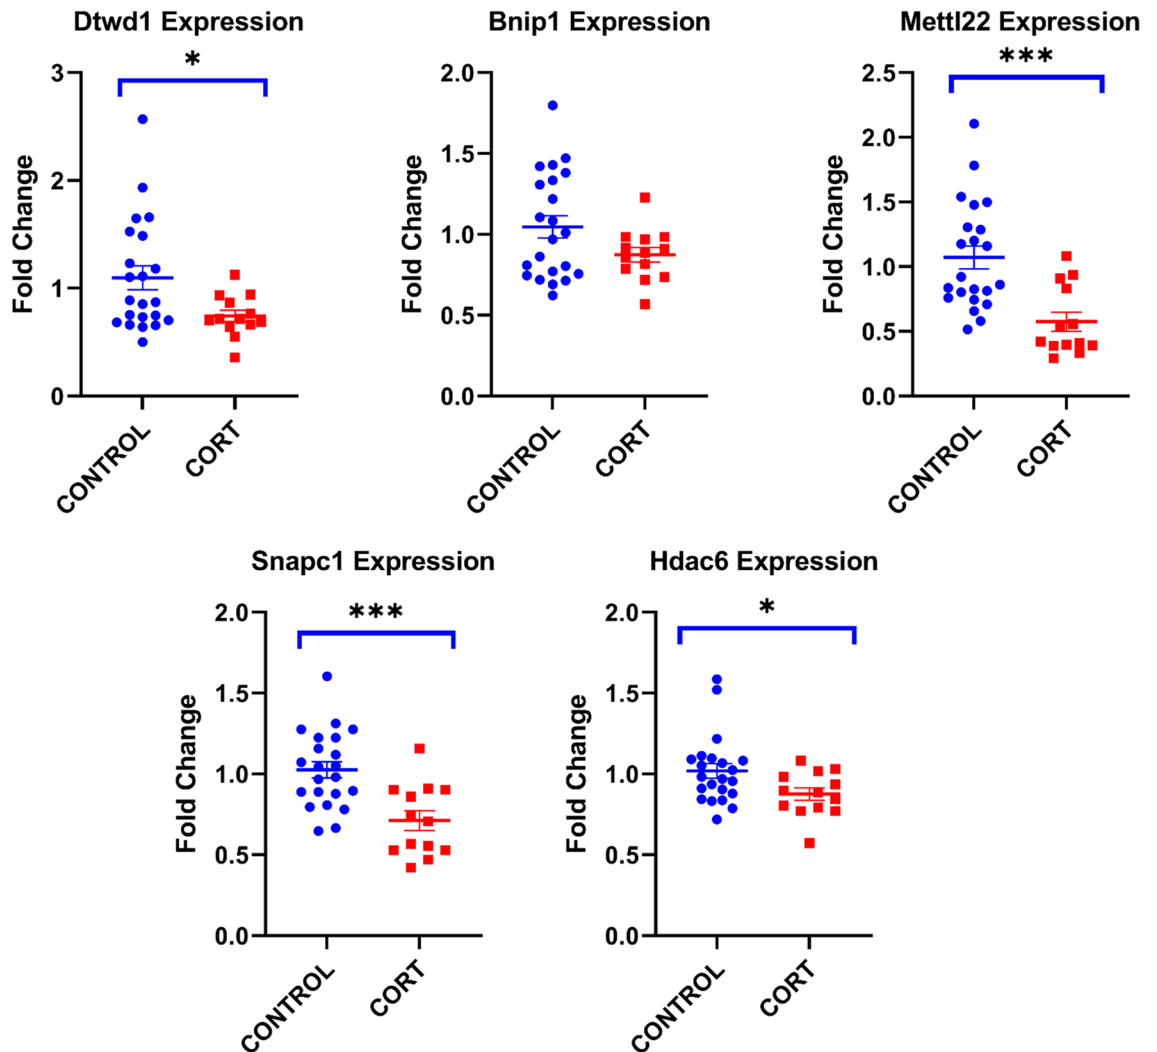 Dtwd1 Expression
*
3
2
1
0
Fold Change
CONTROL
CORT
Bnip1 Expression
2.0
1.5
1.0
0.5
0.0
Fold Change
CONTROL
CORT
Mettl22 Expression
***
2.5
2.0
1.5
1.0
0.5
0.0
Fold Change
CONTROL
CORT
Snapc1 Expression
***
2.0
1.5
1.0
0.5
0.0
Fold Change
CONTROL
CORT
Hdac6 Expression
*
2.0
1.5
1.0
0.5
0.0
Fold Change
CONTROL
CORT